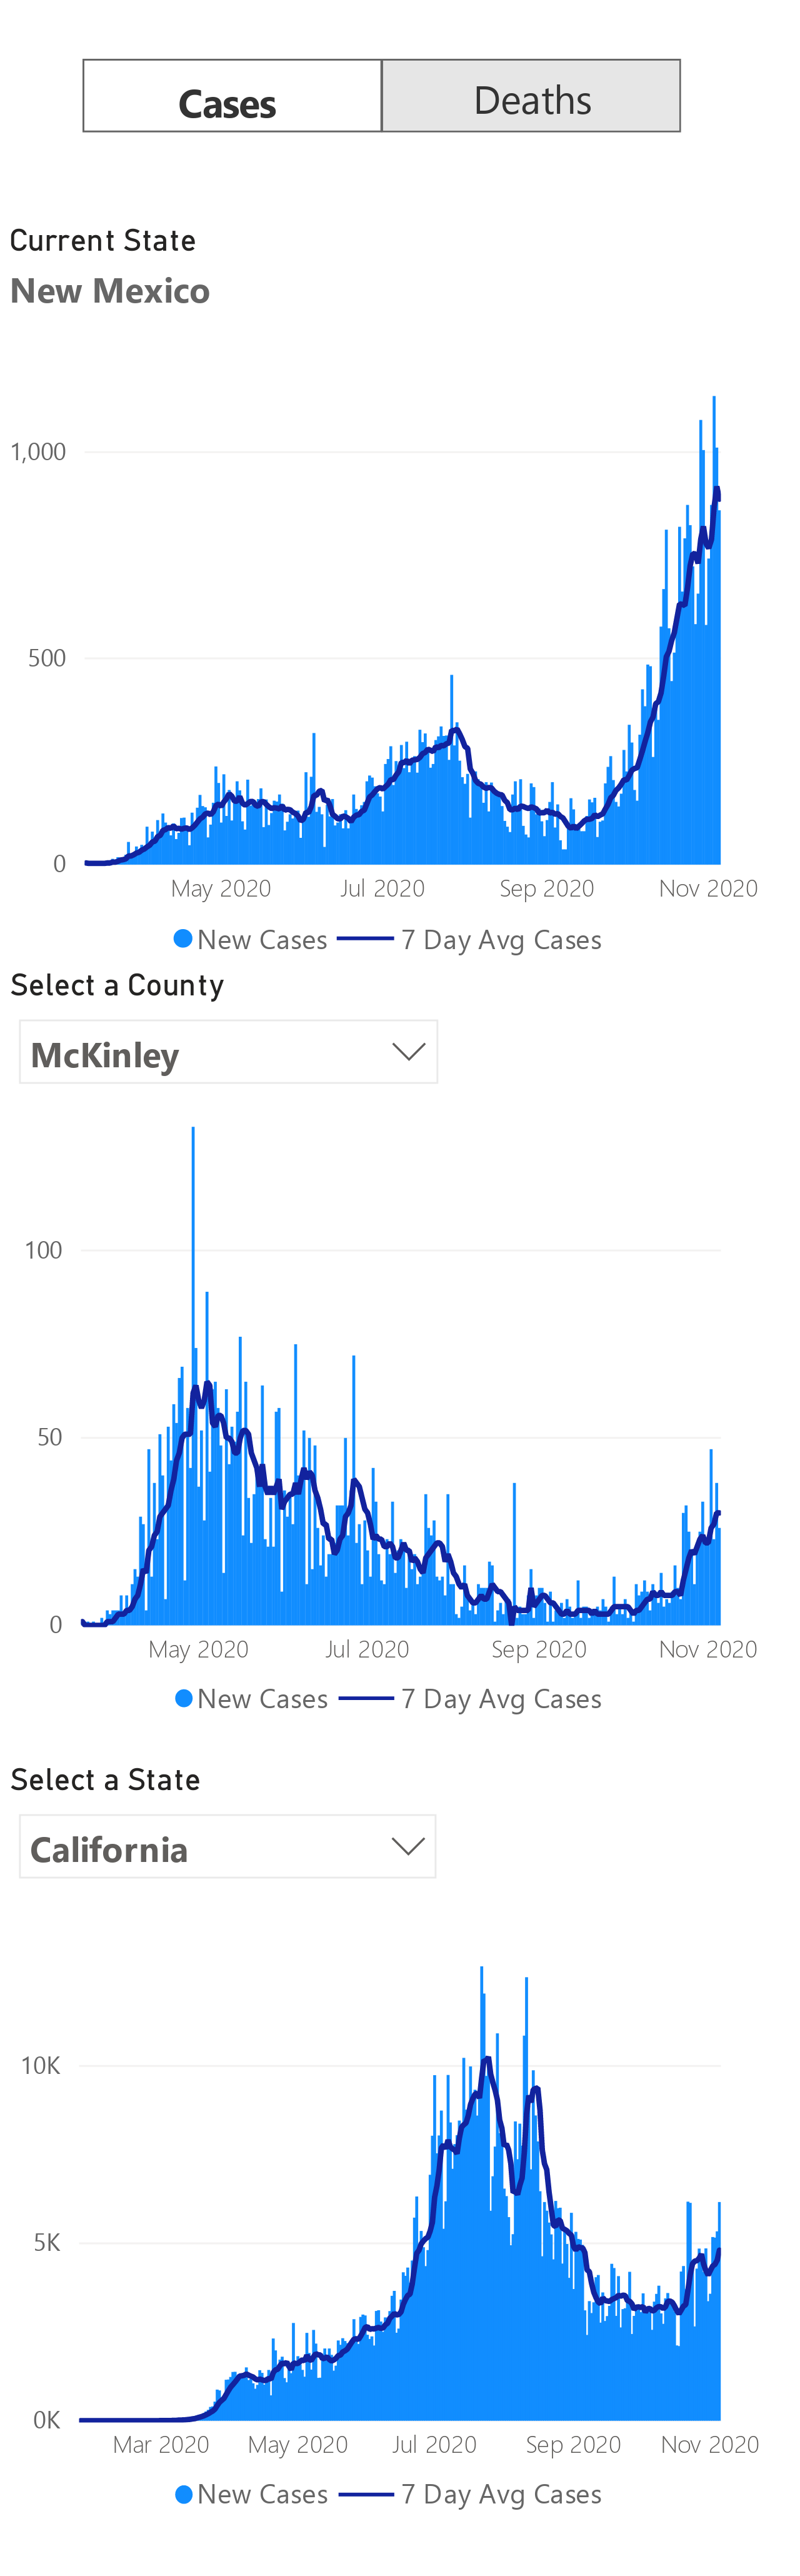 Cases Deaths
Current State
New Mexico
1,000
500
0
May 2020 Jul 2020 Sep 2020 Nov 2020
New Cases 7 Day Avg Cases
Select a County
McKinley
100
50
0
May 2020 Jul 2020 Sep 2020 Nov 2020
New Cases 7 Day Avg Cases
Select a State
California
10K
5K
0K
Mar 2020 May 2020 Jul 2020 Sep 2020 Nov 2020
New Cases 7 Day Avg Cases